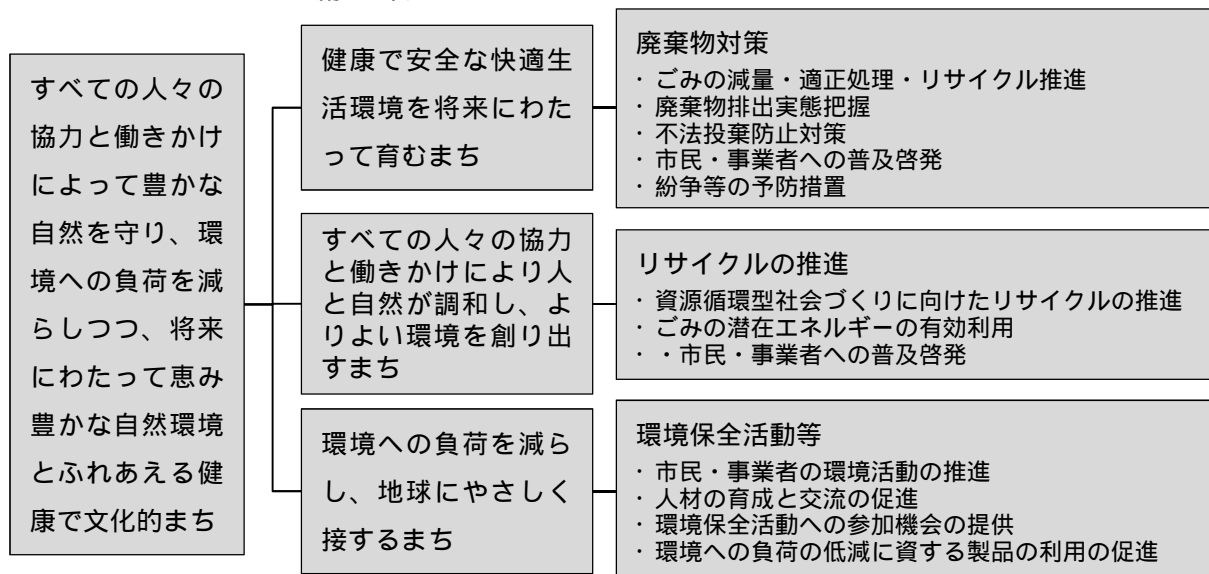 すべての人々の
協力と働きかけ
によって豊かな
自然を守り、環
境への負荷を減
らしつつ、将来
にわたって恵み
豊かな自然環境
とふれあえる健
康で文化的まち
健康で安全な快適生
活環境を将来にわた
って育むまち
廃棄物対策
・ごみの減量・適正処理・リサイクル推進
・廃棄物排出実態把握
・不法投棄防止対策
・市民・事業者への普及啓発
・紛争等の予防措置
すべての人々の協力
と働きかけにより人
と自然が調和し、よ
りよい環境を創り出
すまち
リサイクルの推進
・資源循環型社会づくりに向けたリサイクルの推進
・ごみの潜在エネルギーの有効利用
・・市民・事業者への普及啓発
環境への負荷を減ら
し、地球にやさしく
接するまち
環境保全活動等
・市民・事業者の環境活動の推進
・人材の育成と交流の促進
・環境保全活動への参加機会の提供
・環境への負荷の低減に資する製品の利用の促進